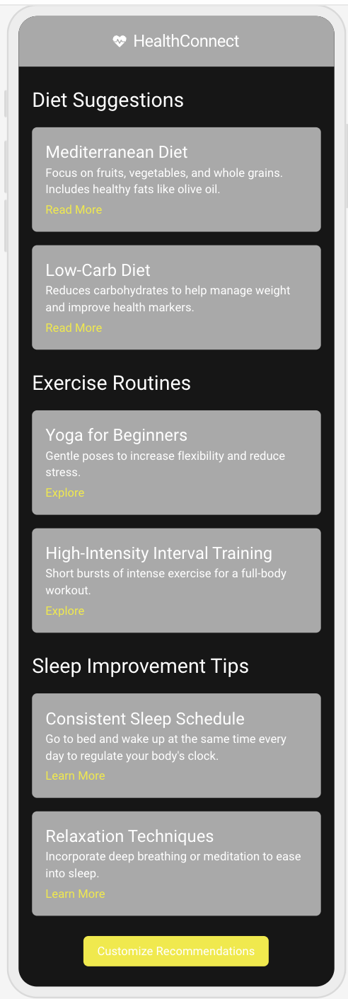 HealthConnect
Diet Suggestions
Mediterranean Diet
Focus on fruits, vegetables, and whole grains.
Includes healthy fats like olive oil.
Read More
Low-Carb Diet
Reduces carbohydrates to help manage weight
and improve health markers.
Read More
Exercise Routines
Yoga for Beginners
Gentle poses to increase flexibility and reduce
stress.
Explore
High-Intensity Interval Training
Short bursts of intense exercise for a full-body
workout.
Explore
Sleep Improvement Tips
Consistent Sleep Schedule
Go to bed and wake up at the same time every
day to regulate your body's clock.
Learn More
Relaxation Techniques
Incorporate deep breathing or meditation to ease
into sleep.
Learn More
Customize Recommendations